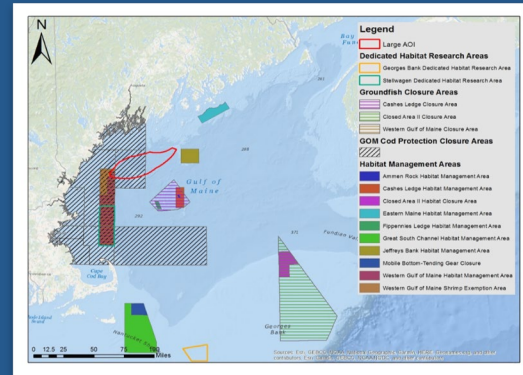 N
Bay
Fun
Legend
Large AOI
Dedicated Habitat Research Areas
Georges Bank Dedicated Habitat Research Area
Stellwagen Dedicated Habitat Research Area
Groundfish Closure Areas
Cashes Ledge Closure Area
Closed Area II Closure Area
Western Gulf of Maine Closure Area
GOM Cod Protection Closure Areas
Habitat Management Areas
Ammen Rock Habitat Management Area
Cashes Ledge Habitat Management Area
Closed Area II Habitat Closure Area
Eastern Maine Habitat Management Area
Fippennies Ledge Habitat Management Area
Great South Channel Habitat Management Area
Jeffreys Bank Habitat Management Area
Mobile Bottom-Tending Gear Closure
Western Gulf of Maine Habitat Management Area
Western Gulf of Maine Shrimp Exemption Area
Gulf of
Maine
Cape
Cod Bay
Georges
Bank
0 12.5 25 50 75 100
Miles